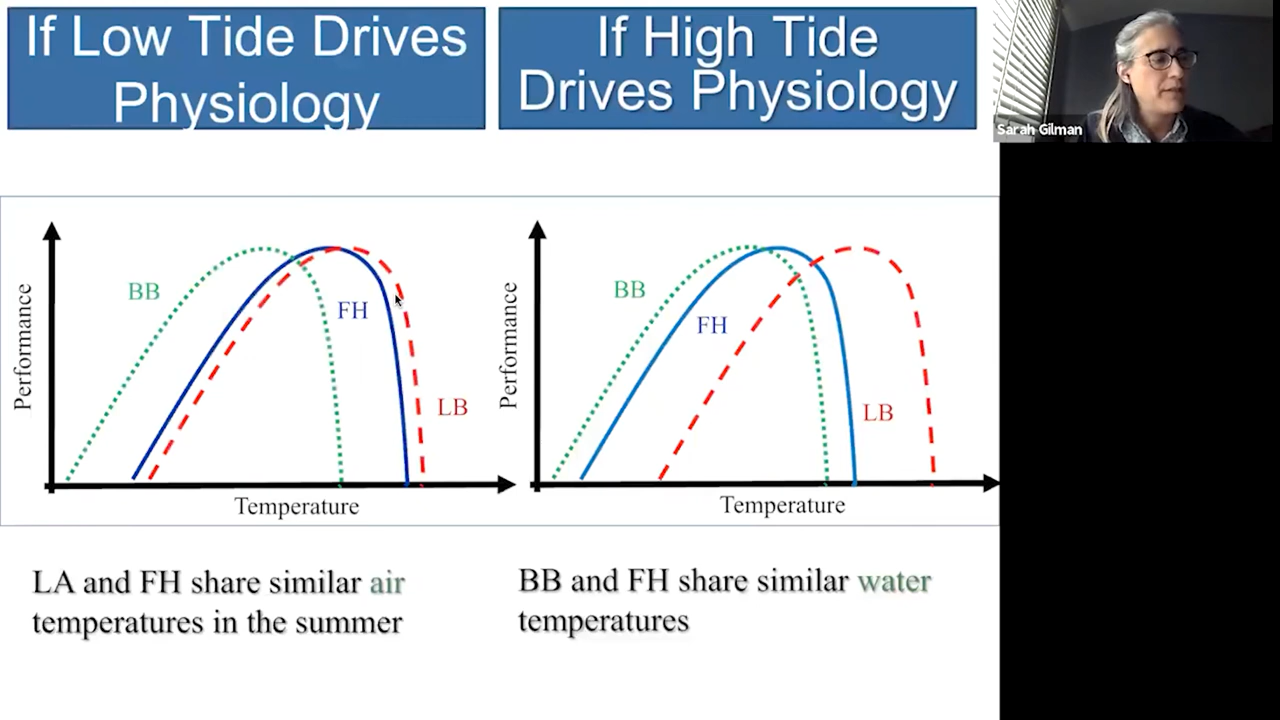 If Low Tide Drives
Physiology
If High Tide
Drives Physiology
Sarah Gilman
Performance
BB
FH
LB
Temperature
Performance
BB
FH
LB
Temperature
LA and FH share similar air
temperatures in the summer
BB and FH share similar water
temperatures